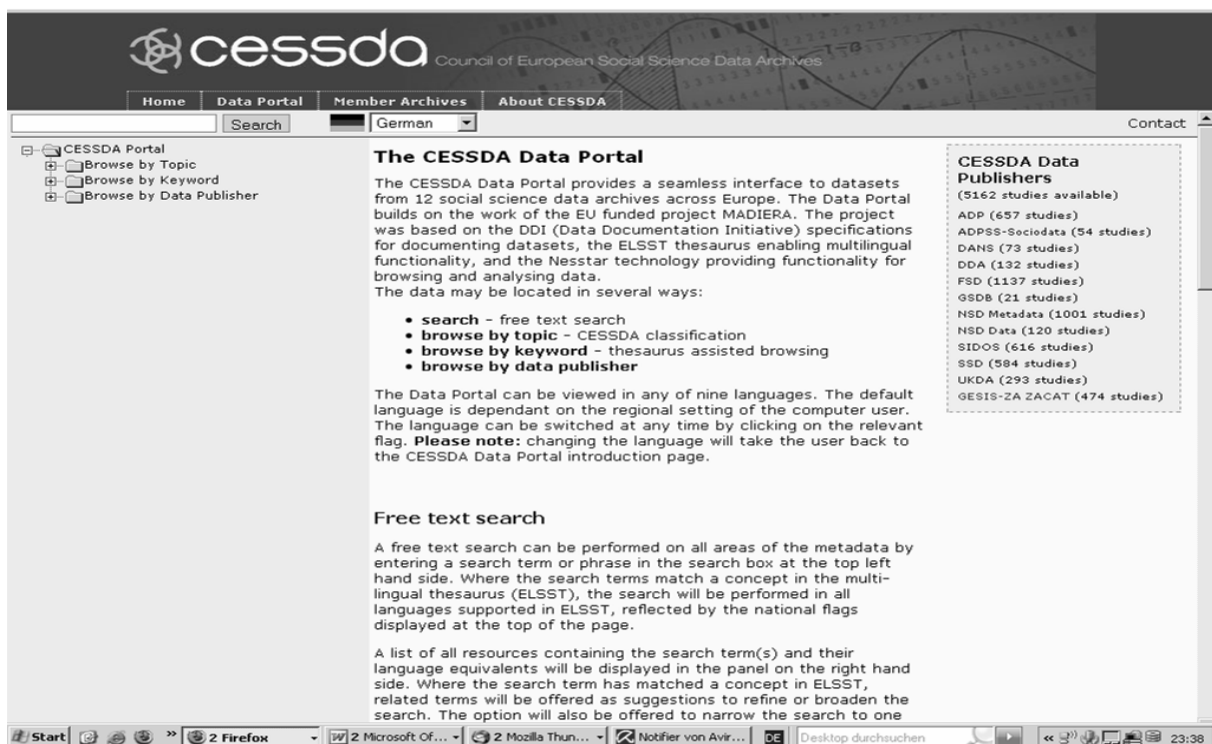 cessda Council of European Social Science Data Archives
Home Data Portal Member Archives About CESSDA
Search German Contact
CESSDA Portal
Browse by Topic
Browse by Keyword
Browse by Data Publisher
The CESSDA Data Portal
The CESSDA Data Portal provides a seamless interface to datasets
from 12 social science data archives across Europe. The Data Portal
builds on the work of the EU funded project MADIERA. The project
was based on the DDI (Data Documentation Initiative) specifications
for documenting datasets, the ELSST thesaurus enabling multilingual
functionality, and the Nesstar technology providing functionality for
browsing and analysing data.
The data may be located in several ways:
• search - free text search
• browse by topic - CESSDA classification
• browse by keyword - thesaurus assisted browsing
• browse by data publisher
The Data Portal can be viewed in any of nine languages. The default
language is dependant on the regional setting of the computer user.
The language can be switched at any time by clicking on the relevant
flag. Please note: changing the language will take the user back to
the CESSDA Data Portal introduction page.
Free text search
A free text search can be performed on all areas of the metadata by
entering a search term or phrase in the search box at the top left
hand side. Where the search terms match a concept in the multi-
lingual thesaurus (ELSST), the search will be performed in all
languages supported in ELSST, reflected by the national flags
displayed at the top of the page.
A list of all resources containing the search term(s) and their
language equivalents will be displayed in the panel on the right hand
side. Where the search term has matched a concept in ELSST,
related terms will be offered as suggestions to refine or broaden the
search. The option will also be offered to narrow the search to one
CESSDA Data
Publishers
(5162 studies available)
ADP (657 studies)
ADPSS-Sociodata (54 studies)
DANS (73 studies)
DDA (132 studies)
FSD (1137 studies)
GSDB (21 studies)
NSD Metadata (1001 studies)
NSD Data (120 studies)
SIDOS (616 studies)
SSD (584 studies)
UKDA (293 studies)
GESIS-ZA ZACAT (474 studies)
Start » 2 Firefox 2 Microsoft Of... 2 Mozilla Thun... Notifier von Avir... DE Desktop durchsuchen « 23:38